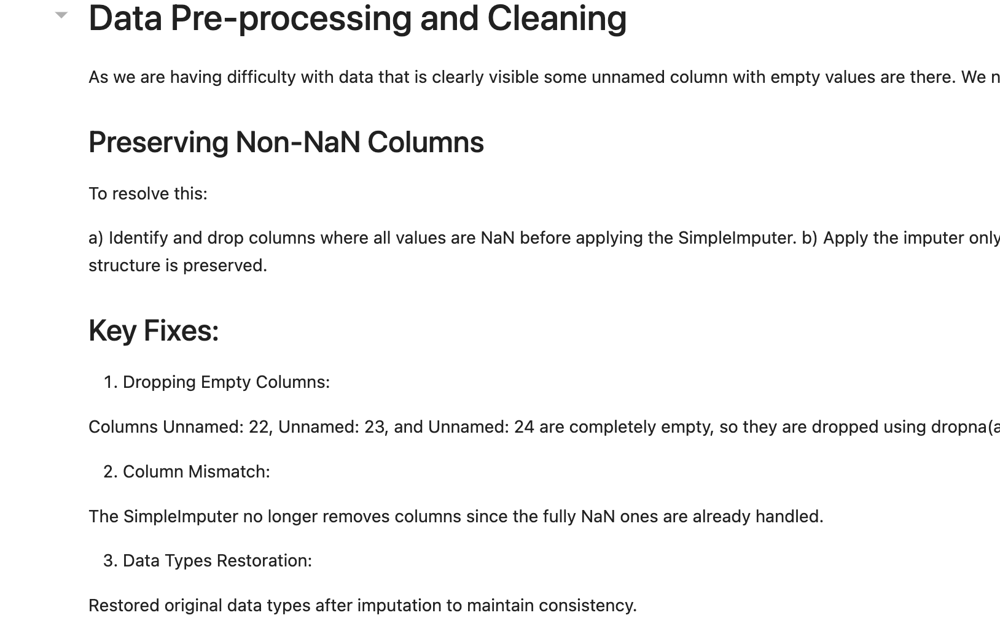 Data Pre-processing and Cleaning
As we are having difficulty with data that is clearly visible some unnamed column with empty values are there. We
Preserving Non-NaN Columns
To resolve this:
a) Identify and drop columns where all values are NaN before applying the SimpleImputer. b) Apply the imputer only
structure is preserved.
Key Fixes:
1. Dropping Empty Columns:
Columns Unnamed: 22, Unnamed: 23, and Unnamed: 24 are completely empty, so they are dropped using dropna(
2. Column Mismatch:
The SimpleImputer no longer removes columns since the fully NaN ones are already handled.
3. Data Types Restoration:
Restored original data types after imputation to maintain consistency.